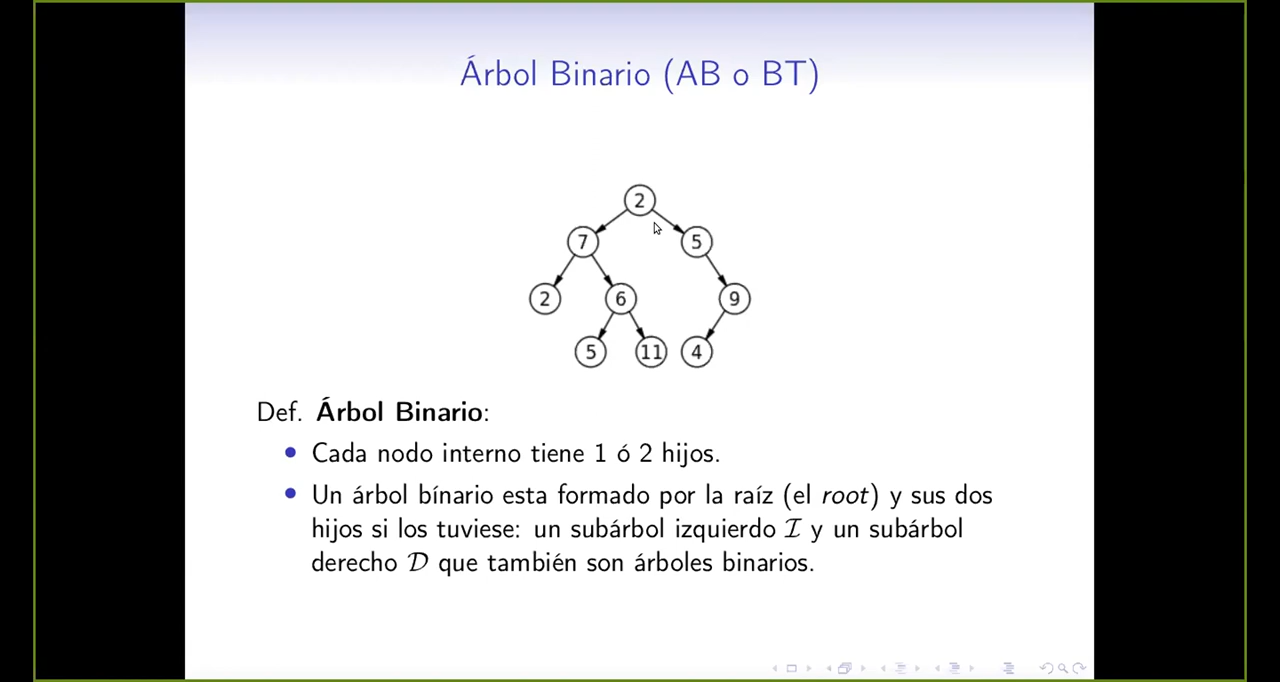 Árbol Binario (AB o BT)
2
7 5
2 6 9
5 11 4
Def. Árbol Binario:
• Cada nodo interno tiene 1 ó 2 hijos.
• Un árbol bínario esta formado por la raíz (el root) y sus dos
hijos si los tuviese: un subárbol izquierdo I y un subárbol
derecho D que también son árboles binarios.